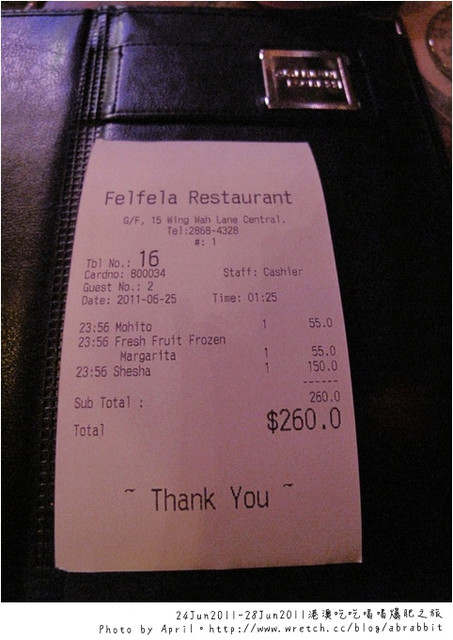 AMERICAN
EXPRESS
Felfela Restaurant
G/F, 15 Wing Wah Lane Central.
Tel:2868-4328
#: 1
Tbl No.: 16
Cardno: 800034 Staff: Cashier
Guest No.: 2
Date: 2011-06-25 Time: 01:25
23:56 Mohito 1 55.0
23:56 Fresh Fruit Frozen
Margarita 1 55.0
23:56 Shesha 1 150.0
------
Sub Total : 260.0
Total $260.0
~ Thank You ~
24Jun2011-28Jun2011港澳吃吃喝喝爆肥之旅
Photo by April。http://www.wretch.cc/blog/abrabbit